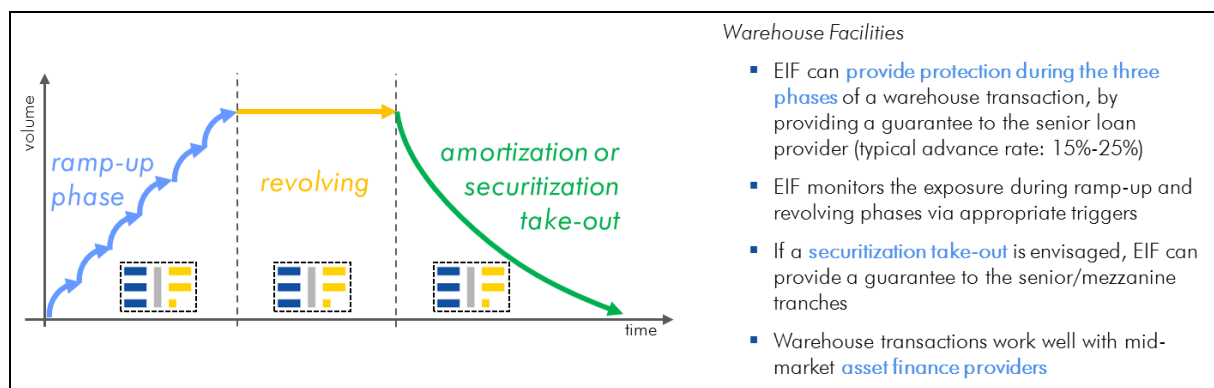 volume
ramp-up
phase
revolving
amortization or
securitization
take-out
time
Warehouse Facilities
▪ EIF can provide protection during the three
phases of a warehouse transaction, by
providing a guarantee to the senior loan
provider (typical advance rate: 15%-25%)
▪ EIF monitors the exposure during ramp-up and
revolving phases via appropriate triggers
▪ If a securitization take-out is envisaged, EIF can
provide a guarantee to the senior/mezzanine
tranches
▪ Warehouse transactions work well with mid-
market asset finance providers